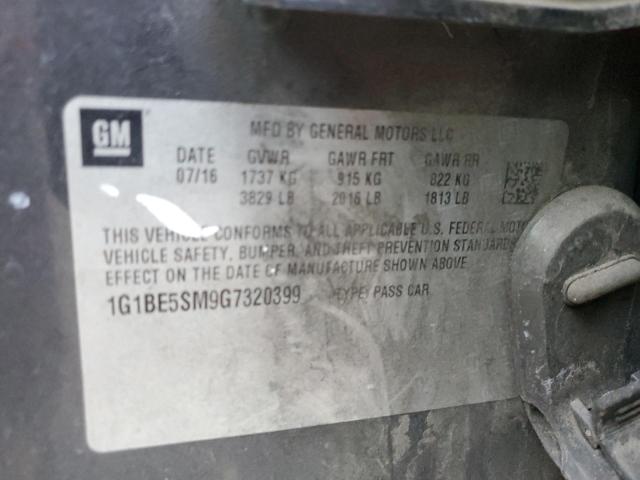 GM
MFD BY GENERAL MOTORS LLC
DATE GVWR GAWR FRT GAWR RR
07/16 1737 KG 915 KG 822 KG
3829 LB 2016 LB 1813 LB
THIS VEHICLE CONFORMS TO ALL APPLICABLE U.S. FEDERAL MOTO
VEHICLE SAFETY, BUMPER, AND THEFT PREVENTION STANDARDS
EFFECT ON THE DATE OF MANUFACTURE SHOWN ABOVE.
1G1BE5SM9G7320399 TYPE: PASS CAR